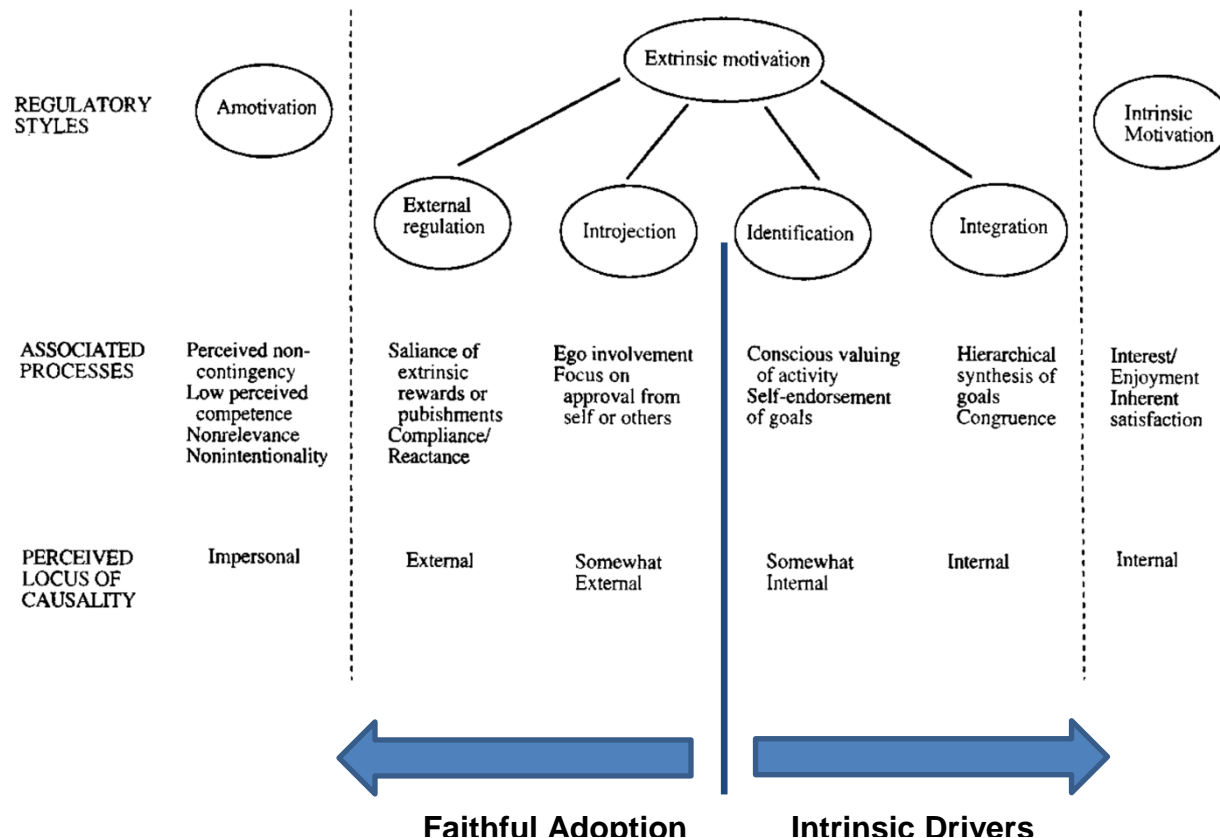 Extrinsic motivation
REGULATORY
STYLES
Amotivation
Intrinsic
Motivation
External
regulation
Introjection
Identification
Integration
ASSOCIATED
PROCESSES
Perceived non-
contingency
Low perceived
competence
Nonrelevance
Nonintentionality
Saliance of
extrinsic
rewards or
pubishments
Compliance/
Reactance
Ego involvement
Focus on
approval from
self or others
Conscious valuing
of activity
Self-endorsement
of goals
Hierarchical
synthesis of
goals
Congruence
Interest/
Enjoyment
Inherent
satisfaction
PERCEIVED
LOCUS OF
CAUSALITY
Impersonal
External
Somewhat
External
Somewhat
Internal
Internal
Internal
Faithful Adoption
Intrinsic Drivers